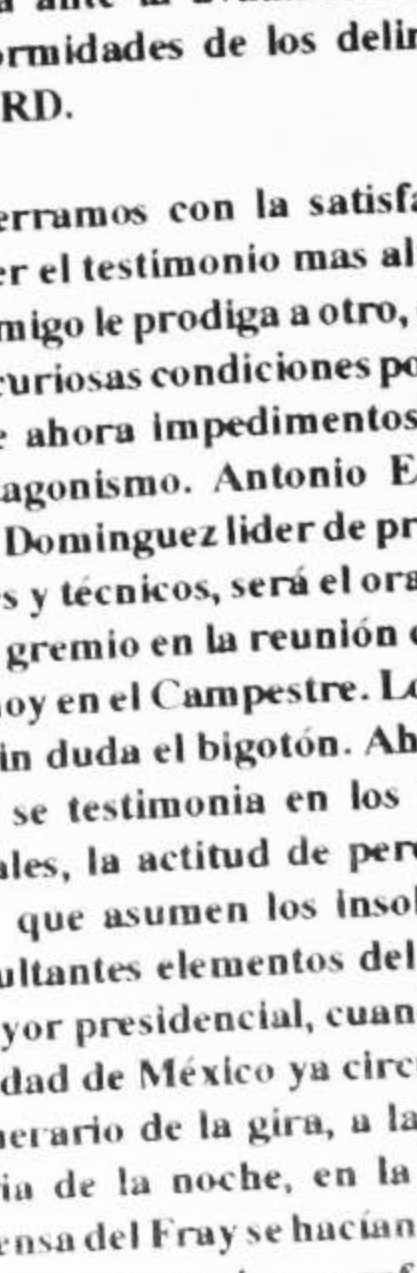 a ante la
ormidades de los delin
RD.
erramos con la satisfa
er el testimonio mas al
migo le prodiga a otro,
curiosas condiciones po
e ahora impedimentos
agonismo. Antonio E
Dominguez lider de pr
s y técnicos, será el ora
gremio en la reunión e
oy en el Campestre. Lo
in duda el bigotón. Ah
se testimonia en los
ales, la actitud de per
que asumen los insol
ultantes elementos del
yor presidencial, cuan
dad de México ya circ
nerario de la gira, a la
ia de la noche, en la
ensa del Fray se hacían